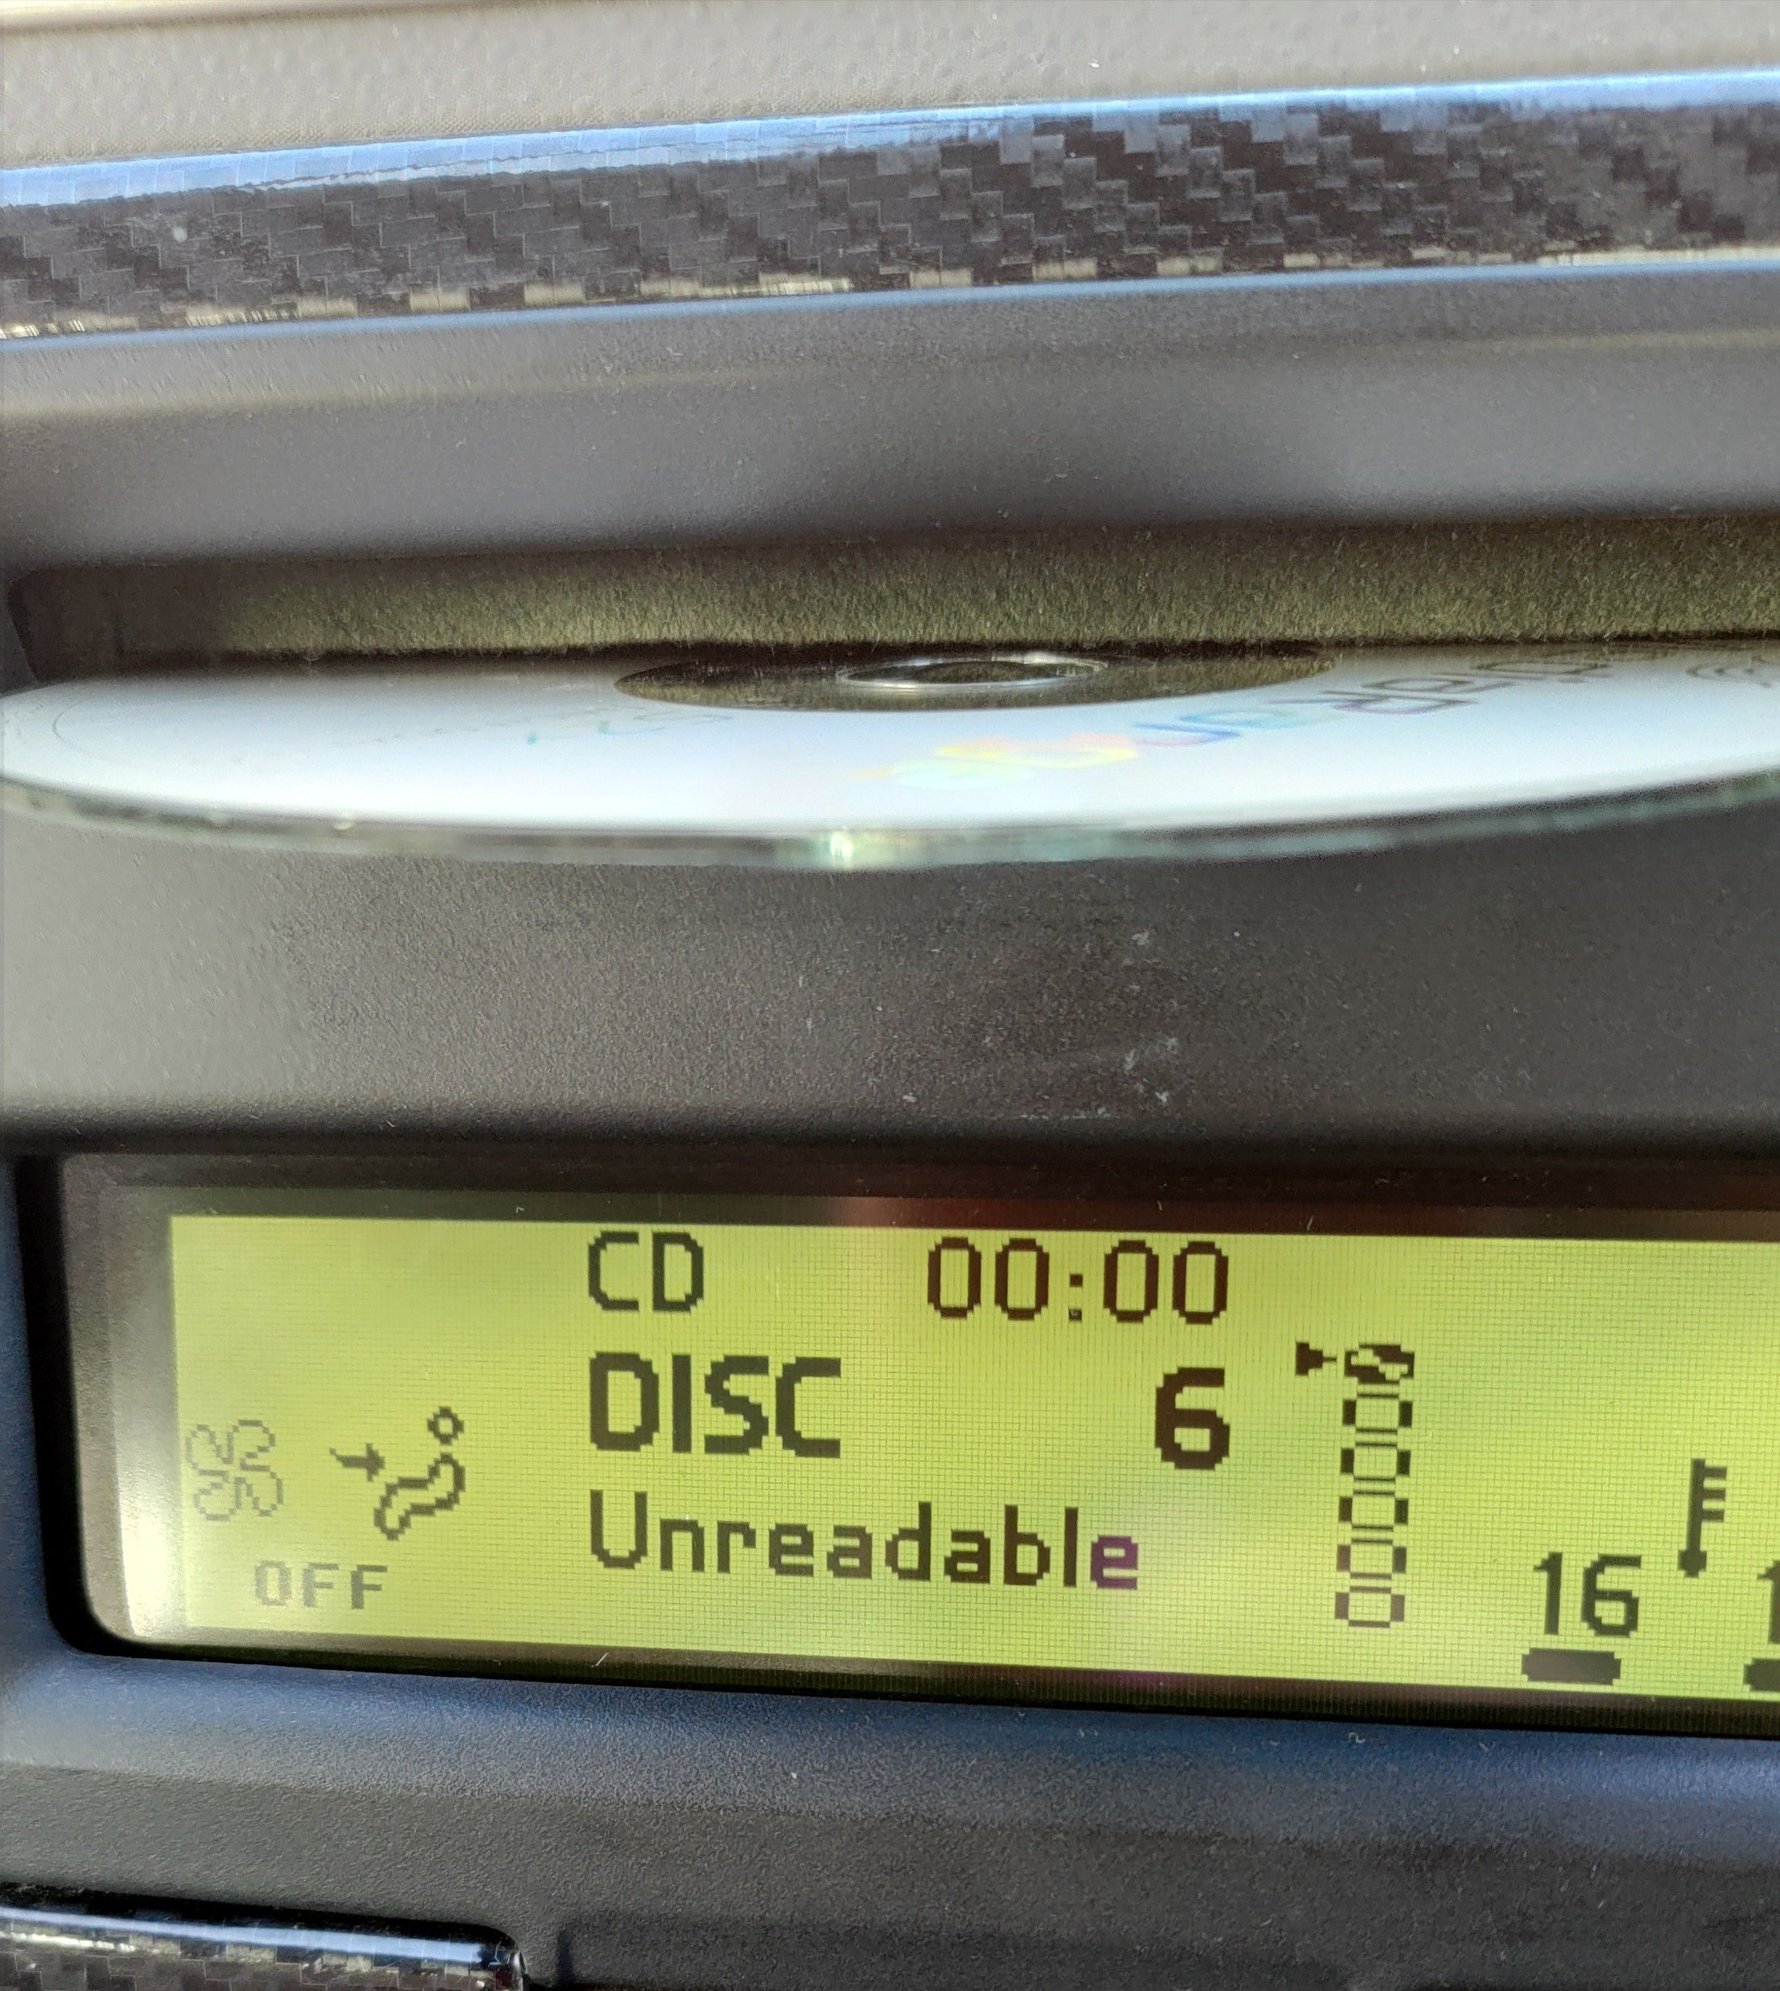 CD 00:00
DISC 6
Unreadable
OFF
16